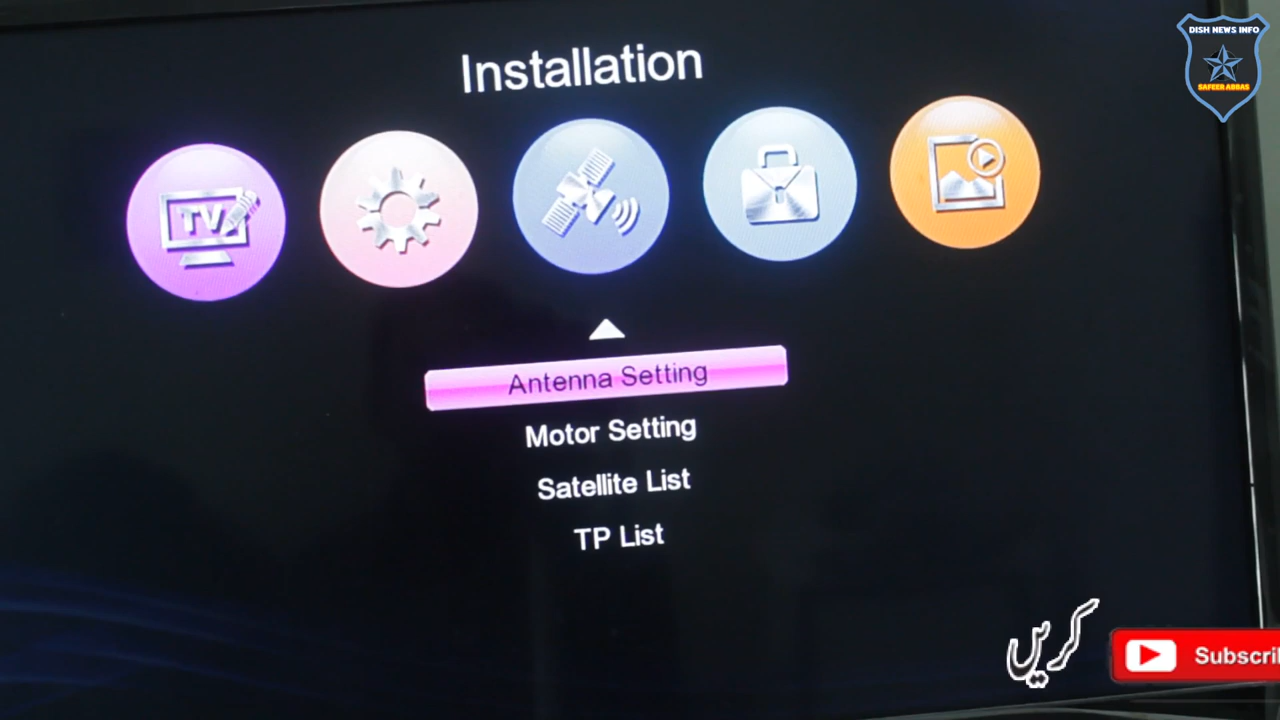 DISH NEWS INFO
SAFEER ABBAS
Installation
TV
Antenna Setting
Motor Setting
Satellite List
TP List
کریں
Subscri